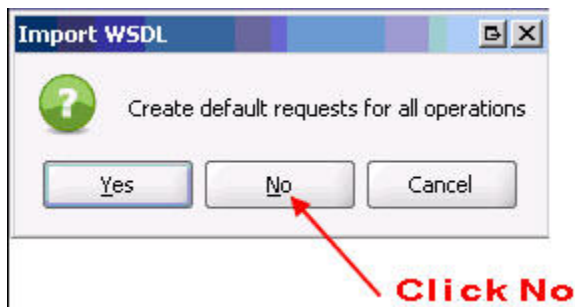 Import WSDL
?
Create default requests for all operations
Yes No Cancel
Click No